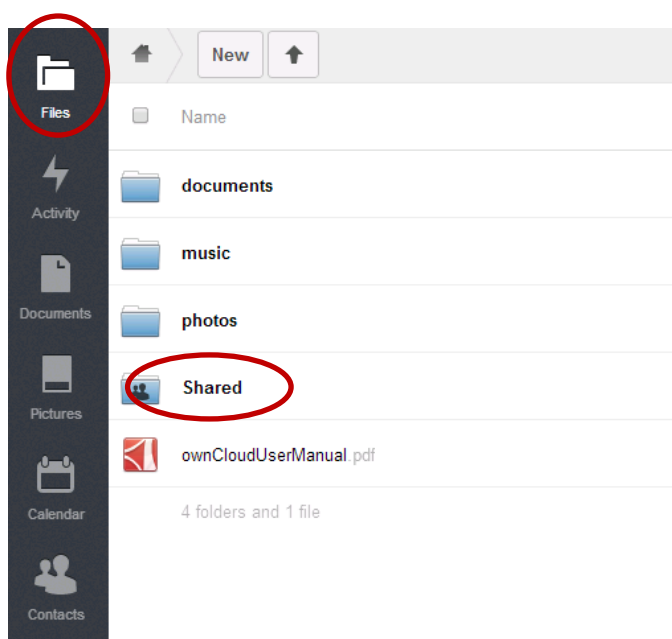 New
Files
Name
documents
Activity
music
Documents
photos
Shared
Pictures
ownCloudUserManual.pdf
Calendar
4 folders and 1 file
Contacts